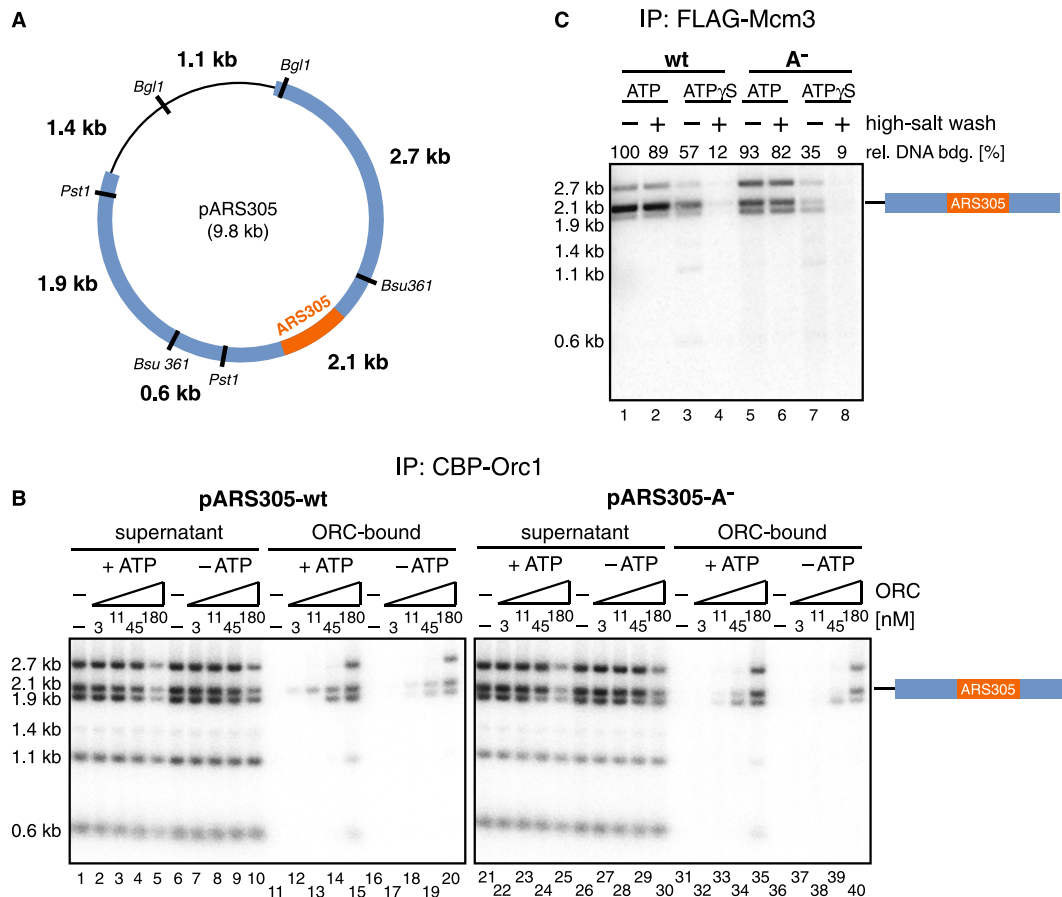 A
1.1 kb
Bgl1
Bgl1
1.4 kb
2.7 kb
Pst1
pARS305
(9.8 kb)
1.9 kb
Bsu361
ARS305
Bsu 361
Pst1
2.1 kb
0.6 kb
C
IP: FLAG-Mcm3
wt A⁻
ATP ATPγS ATP ATPγS
− + − + − + − + high-salt wash
100 89 57 12 93 82 35 9 rel. DNA bdg. [%]
2.7 kb
2.1 kb
ARS305
1.9 kb
1.4 kb
1.1 kb
0.6 kb
1 2 3 4 5 6 7 8
IP: CBP-Orc1
B
pARS305-wt pARS305-A⁻
supernatant ORC-bound supernatant ORC-bound
+ ATP − ATP + ATP − ATP + ATP − ATP + ATP − ATP
− − − − − − − − ORC
11 180 11 180 11 180 11 180 11 180 11 180 11 180 11 180 [nM]
− 3 45 − 3 45 − 3 45 − 3 45 − 3 45 − 3 45 − 3 45 − 3 45
2.7 kb
2.1 kb
ARS305
1.9 kb
1.4 kb
1.1 kb
0.6 kb
1 2 3 4 5 6 7 8 9 10 12 14 16 18 20 21 23 25 27 29 31 33 35 37 39
11 13 15 17 19 22 24 26 28 30 32 34 36 38 40